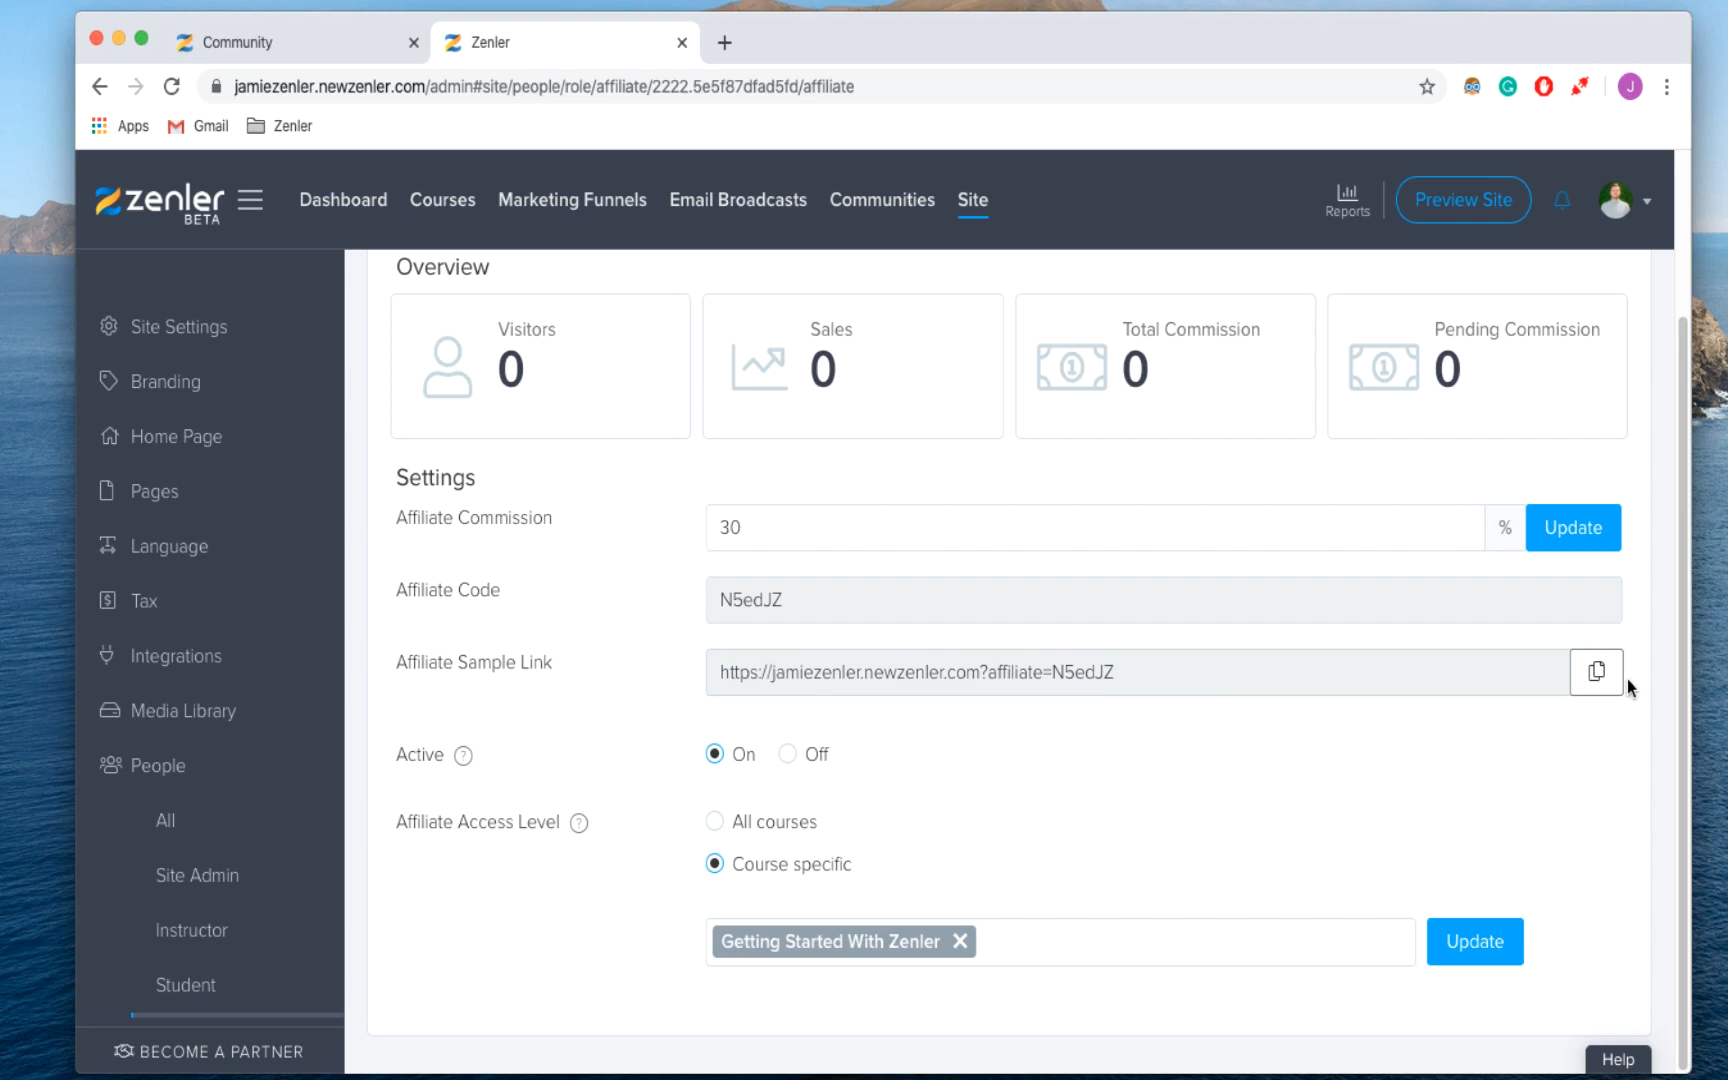 Community
Zenler
jamiezenler.newzenler.com/admin#site/people/role/affiliate/2222.5e5f87dfad5fd/affiliate
J
Apps
Gmail
Zenler
zenler
BETA
Dashboard
Courses
Marketing Funnels
Email Broadcasts
Communities
Site
Reports
Preview Site
Site Settings
Branding
Home Page
Pages
Language
Tax
Integrations
Media Library
People
All
Site Admin
Instructor
Student
BECOME A PARTNER
Overview
Visitors
0
Sales
0
Total Commission
0
Pending Commission
0
Settings
Affiliate Commission
30
%
Update
Affiliate Code
N5edJZ
Affiliate Sample Link
https://jamiezenler.newzenler.com?affiliate=N5edJZ
Active ?
On
Off
Affiliate Access Level ?
All courses
Course specific
Getting Started With Zenler
Update
Help